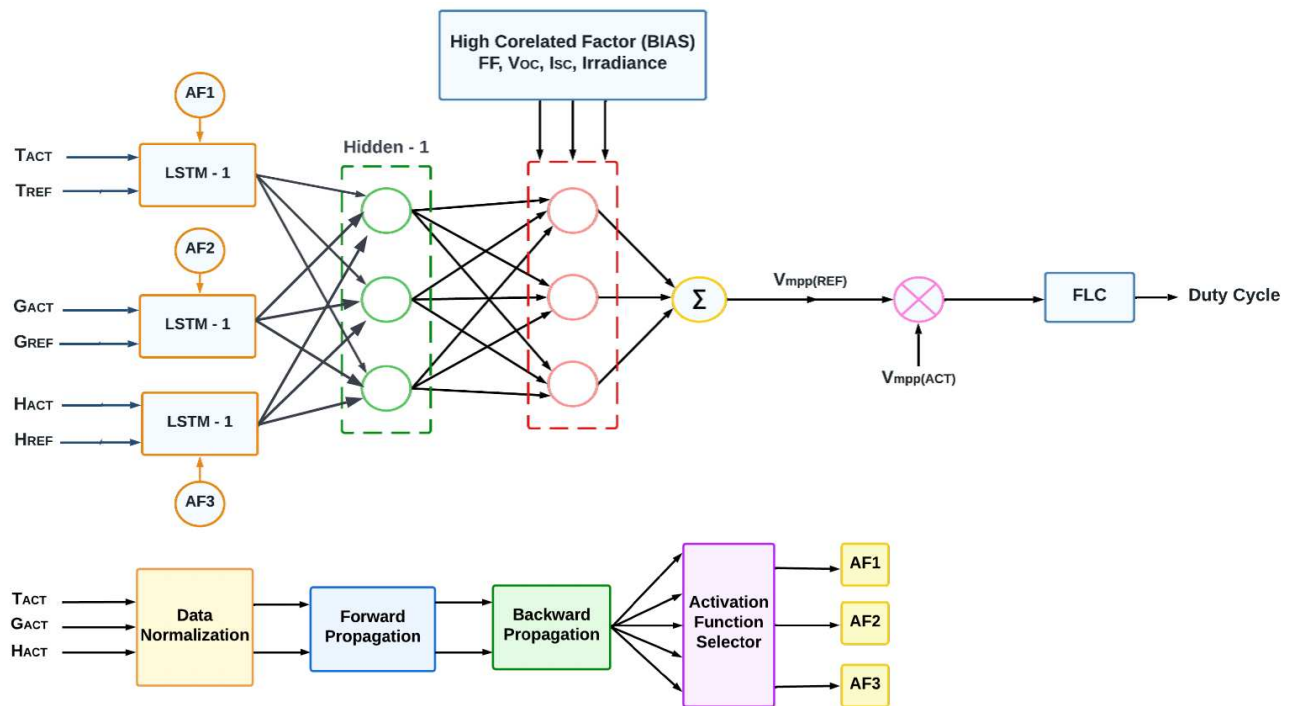 High Corelated Factor (BIAS)
FF, VOC, ISC, Irradiance
AF1
TACT
TREF
LSTM - 1
Hidden - 1
AF2
GACT
GREF
LSTM - 1
Σ
Vmpp(REF)
FLC
Duty Cycle
Vmpp(ACT)
HACT
HREF
LSTM - 1
AF3
TACT
GACT
HACT
Data
Normalization
Forward
Propagation
Backward
Propagation
Activation
Function
Selector
AF1
AF2
AF3